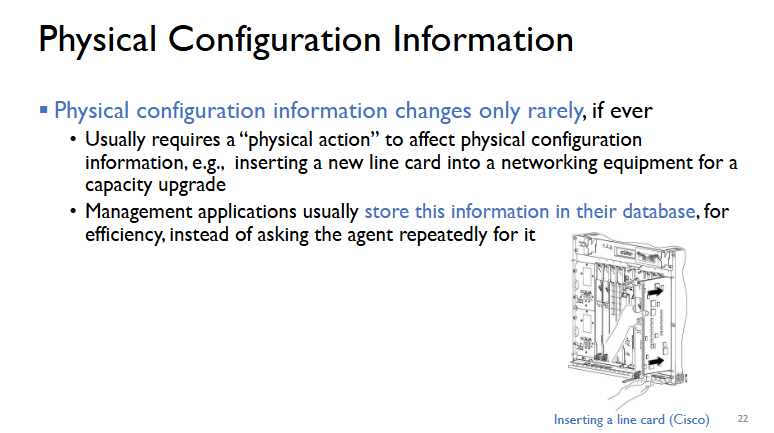 Physical Configuration Information
▪ Physical configuration information changes only rarely, if ever
• Usually requires a “physical action” to affect physical configuration
information, e.g.,  inserting a new line card into a networking equipment for a
capacity upgrade
• Management applications usually store this information in their database, for
efficiency, instead of asking the agent repeatedly for it
Inserting a line card (Cisco)
22